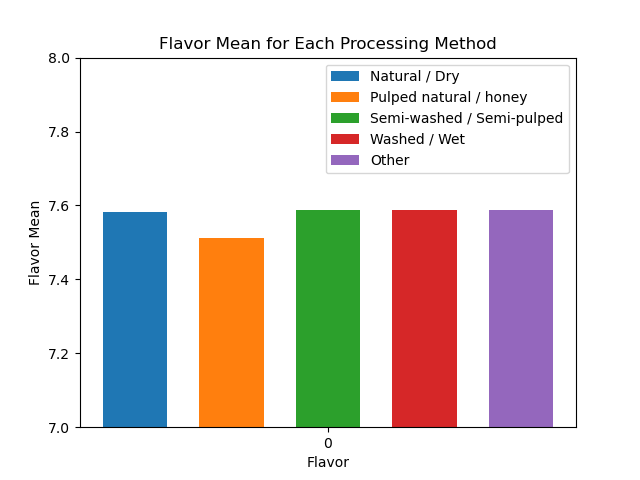 Flavor Mean for Each Processing Method
8.0
7.8
7.6
7.4
7.2
7.0
Flavor Mean
Natural / Dry
Pulped natural / honey
Semi-washed / Semi-pulped
Washed / Wet
Other
0
Flavor